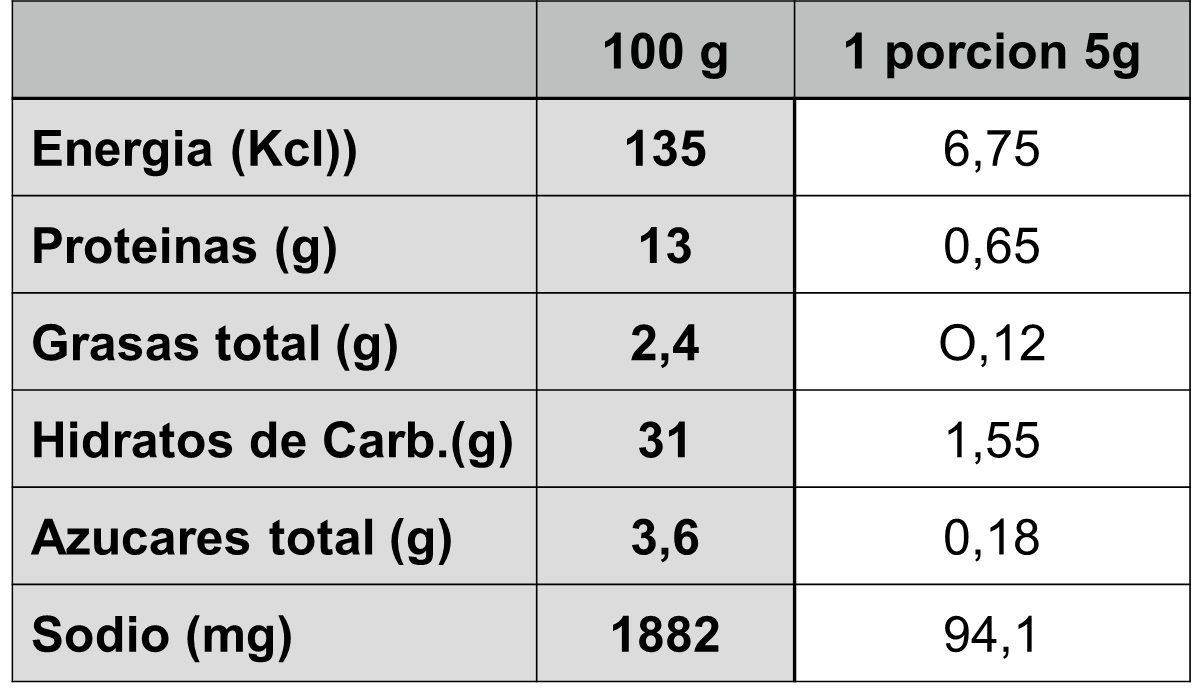 100 g 1 porcion 5g
Energia (Kcl)) 135 6,75
Proteinas (g) 13 0,65
Grasas total (g) 2,4 O,12
Hidratos de Carb.(g) 31 1,55
Azucares total (g) 3,6 0,18
Sodio (mg) 1882 94,1